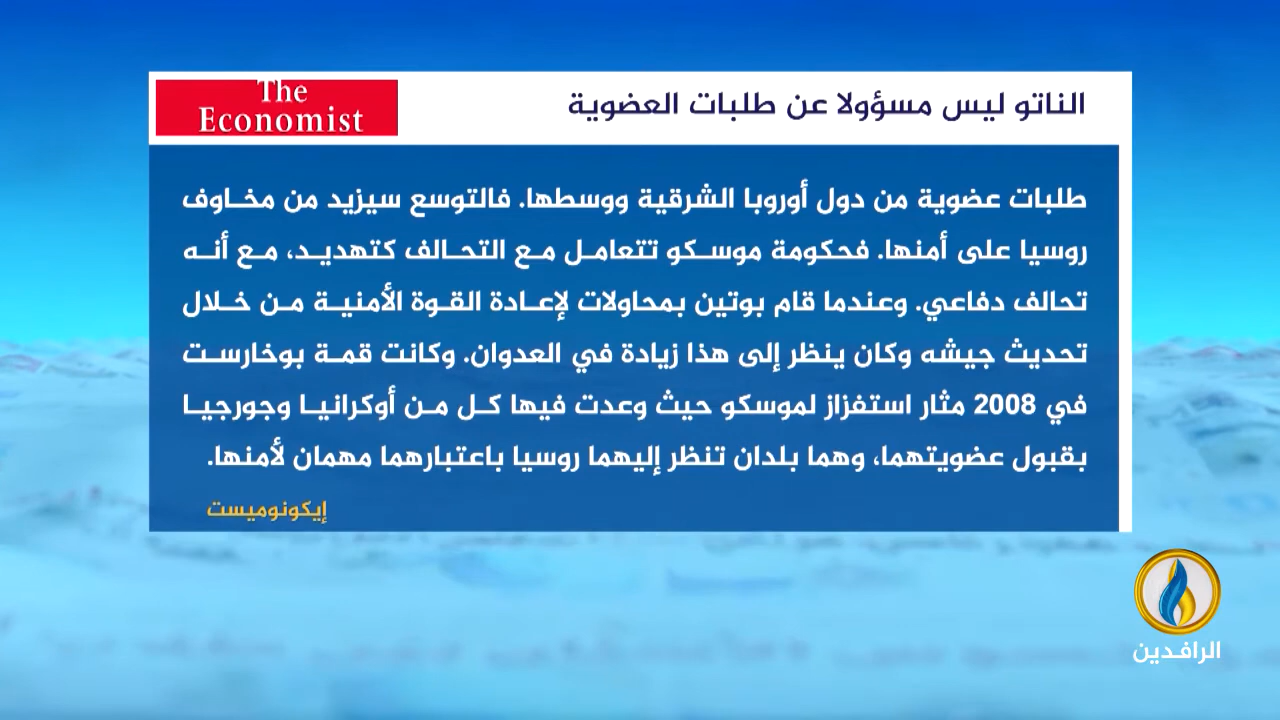 The
Economist
الناتو ليس مسؤولا عن طلبات العضوية
طلبات عضوية من دول أوروبا الشرقية ووسطها. فالتوسع سيزيد من مخاوف
روسيا على أمنها. فحكومة موسكو تتعامل مع التحالف كتهديد، مع أنه
تحالف دفاعي. وعندما قام بوتين بمحاولات لإعادة القوة الأمنية من خلال
تحديث جيشه وكان ينظر إلى هذا زيادة في العدوان. وكانت قمة بوخارست
في 2008 مثار استفزاز لموسكو حيث وعدت فيها كل من أوكرانيا وجورجيا
بقبول عضويتهما، وهما بلدان تنظر إليهما روسيا باعتبارهما مهمان لأمنها.
إيكونوميست
الرافدين